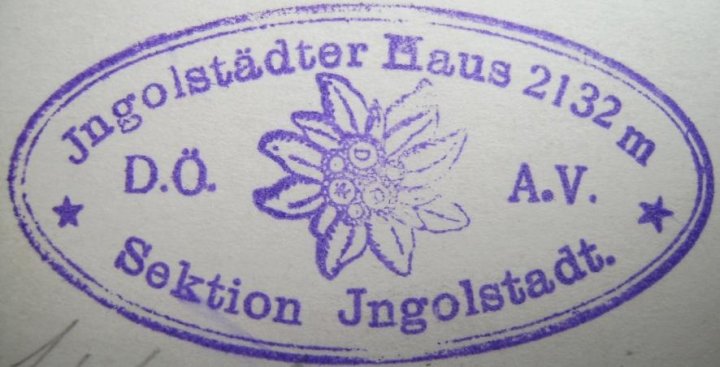 Jngolstädter Haus 2132 m
D.Ö. A.V.
Sektion Jngolstadt.